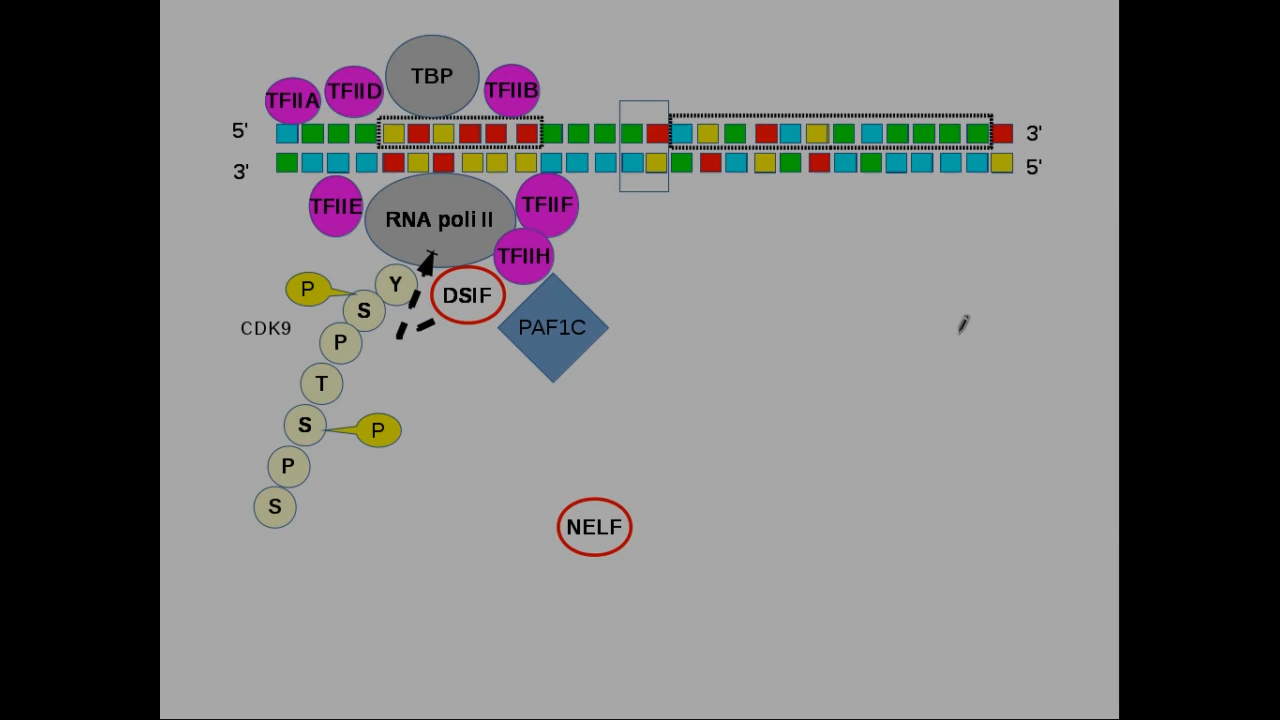 TBP
TFIIA
TFIID
TFIIB
5'
3'
3'
5'
TFIIE
RNA poli II
TFIIF
TFIIH
P
Y
DSIF
S
CDK9
P
PAF1C
T
S
P
P
S
NELF